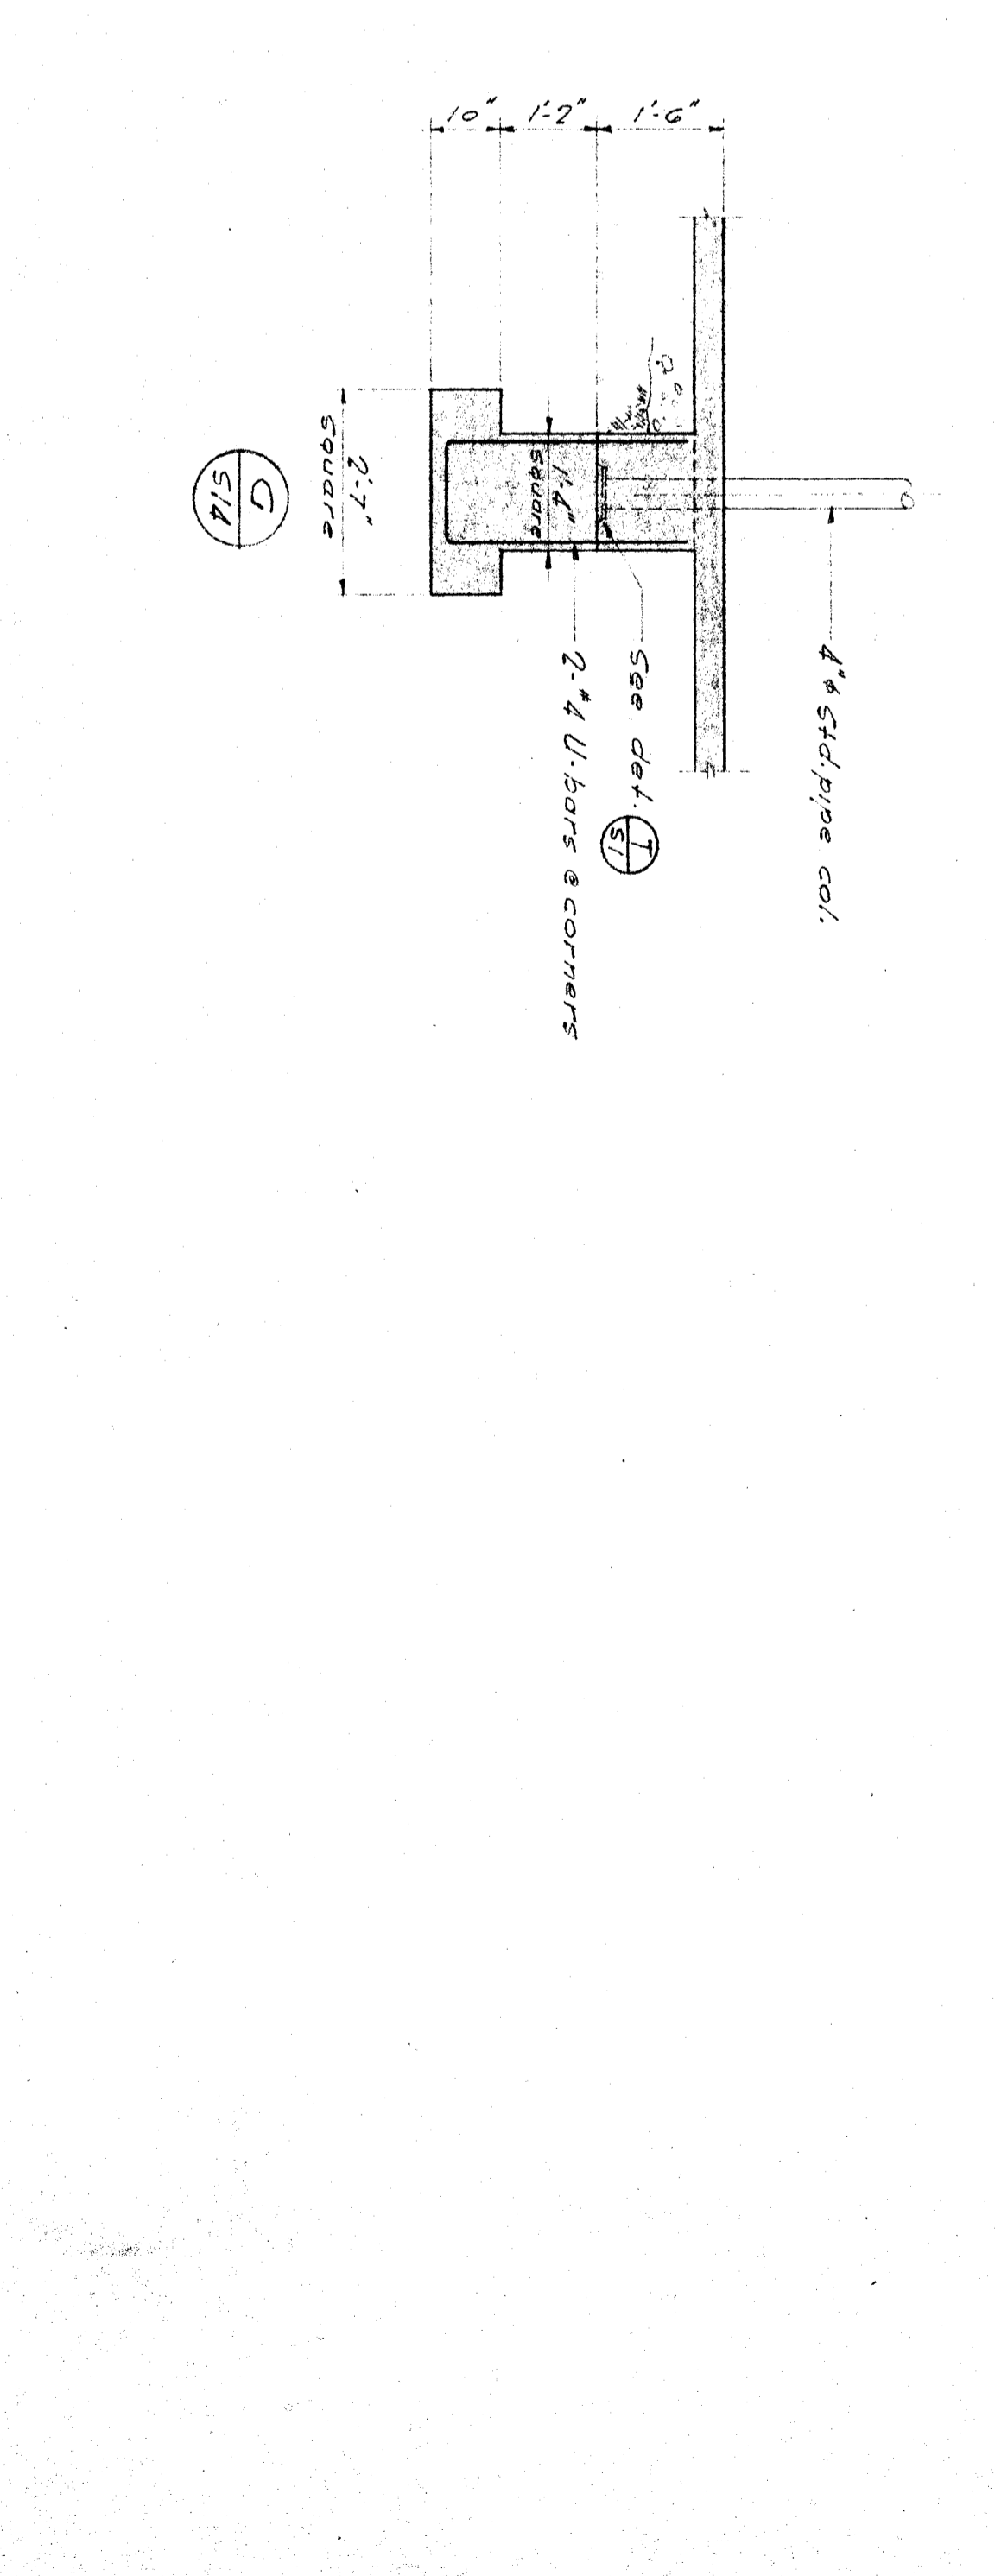 10"
1'-2"
1'-6"
4"ϕ Std. pipe col.
See det. T
S1
2-#4 U-bars @ corners
1'-4"
square
2'-7"
square
G
S14